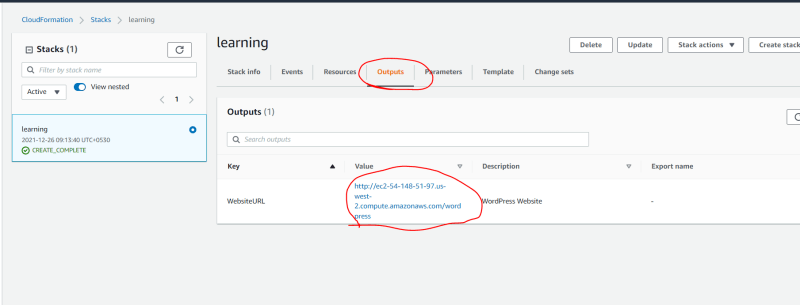 CloudFormation > Stacks > learning
Stacks (1)
Filter by stack name
Active
View nested
1
learning
2021-12-26 09:13:40 UTC+0530
CREATE_COMPLETE
learning
Delete
Update
Stack actions
Create stack
Stack info
Events
Resources
Outputs
Parameters
Template
Change sets
Outputs (1)
Search outputs
Key
Value
Description
Export name
WebsiteURL
http://ec2-54-148-51-97.us-
west-
2.compute.amazonaws.com/word
press
WordPress Website
-